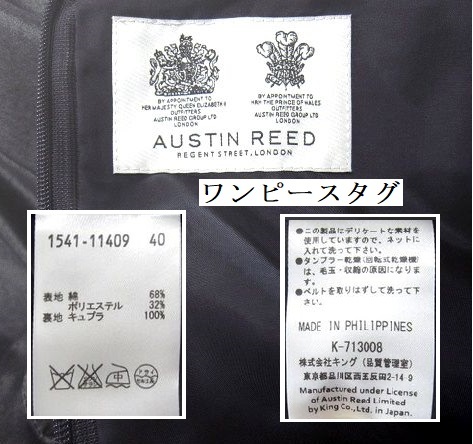 BY APPOINTMENT TO
HER MAJESTY QUEEN ELIZABETH II
OUTFITTERS
AUSTIN REED GROUP LTD
LONDON
BY APPOINTMENT TO
HRH THE PRINCE OF WALES
OUTFITTERS
AUSTIN REED GROUP LTD
LONDON
AUSTIN REED
REGENT STREET, LONDON
ワンピースタグ
1541-11409 40
表地 綿 68%
ポリエステル 32%
裏地 キュプラ 100%
中
ドライ
●この製品はデリケートな素材を
使用していますので、ネットに
入れて洗って下さい。
●タンブラー乾燥(回転式乾燥機)
は、毛玉・収縮の原因になりま
す。
●ベルトを取りはずして洗って下
さい。
MADE IN PHILIPPINES
K-713008
株式会社キング(品質管理室)
東京都品川区西五反田2-14-9
Manufactured under License
of Austin Reed Limited
by King Co., Ltd. in Japan.